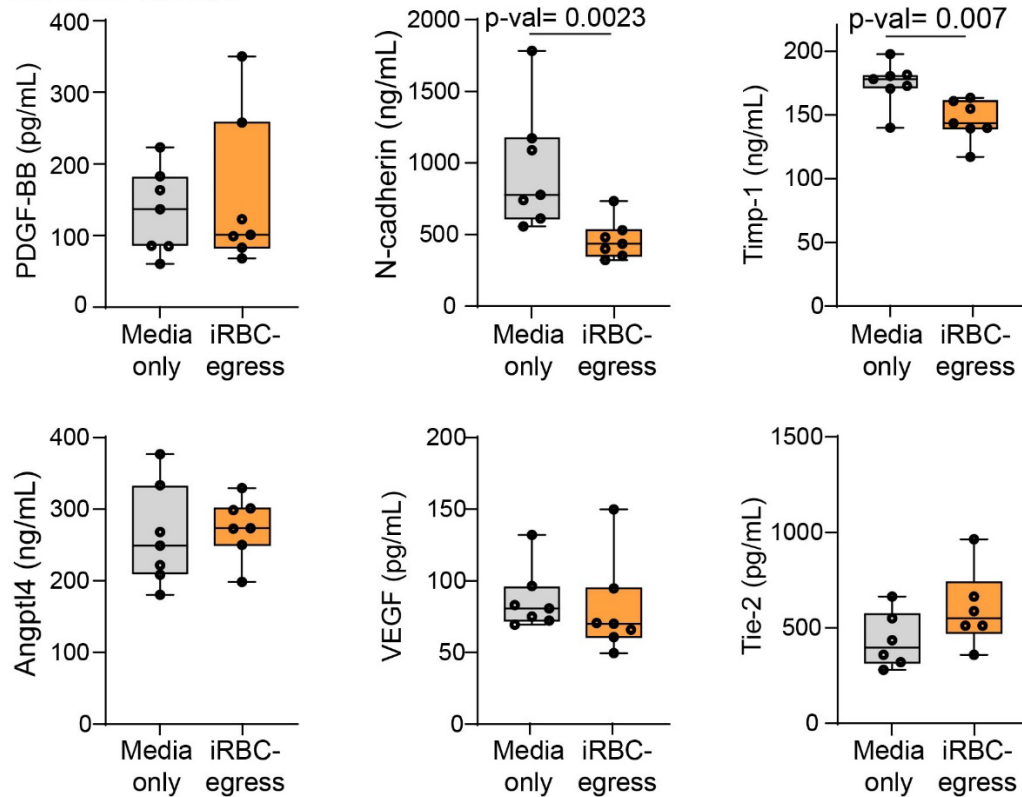 PDGF-BB (pg/mL)
400
300
200
100
0
Media
only
iRBC-
egress
p-val= 0.0023
N-cadherin (ng/mL)
2000
1500
1000
500
0
Media
only
iRBC-
egress
p-val= 0.007
Timp-1 (ng/mL)
200
150
100
50
0
Media
only
iRBC-
egress
Angptl4 (ng/mL)
400
300
200
100
0
Media
only
iRBC-
egress
VEGF (pg/mL)
200
150
100
50
0
Media
only
iRBC-
egress
Tie-2 (pg/mL)
1500
1000
500
0
Media
only
iRBC-
egress